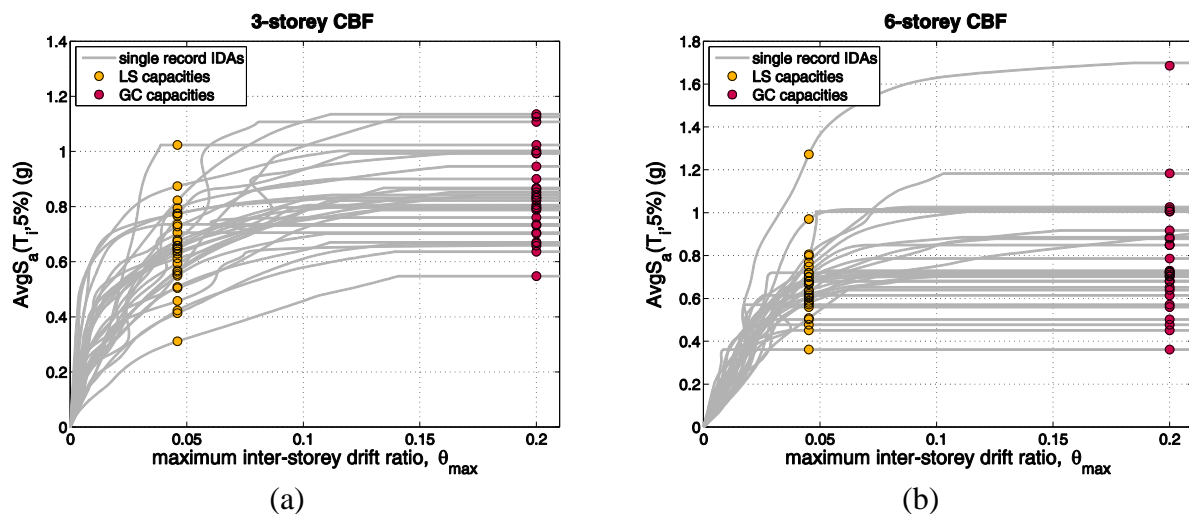 3-storey CBF
single record IDAs
LS capacities
GC capacities
AvgSa(Ti,5%) (g)
1.4
1.2
1
0.8
0.6
0.4
0.2
0
0 0.05 0.1 0.15 0.2
maximum inter-storey drift ratio, θmax
(a)
6-storey CBF
single record IDAs
LS capacities
GC capacities
AvgSa(Ti,5%) (g)
1.8
1.6
1.4
1.2
1
0.8
0.6
0.4
0.2
0
0 0.05 0.1 0.15 0.2
maximum inter-storey drift ratio, θmax
(b)